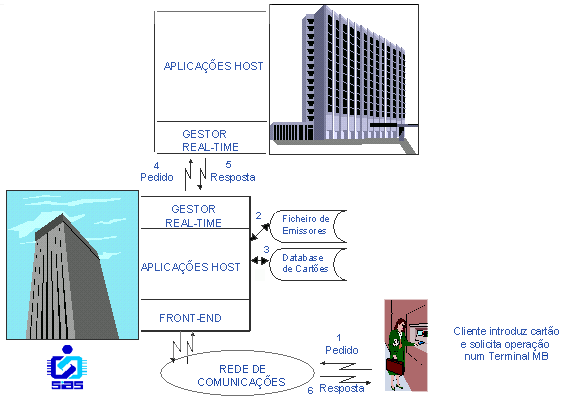 APLICAÇÕES HOST
GESTOR
REAL-TIME
4
Pedido
5
Resposta
GESTOR
REAL-TIME
2
Ficheiro de
Emissores
APLICAÇÕES HOST
3
Database
de Cartões
FRONT-END
1
Pedido
Cliente introduz cartão
e solicita operação
num Terminal MB
REDE DE
COMUNICAÇÕES
6
Resposta
sibs